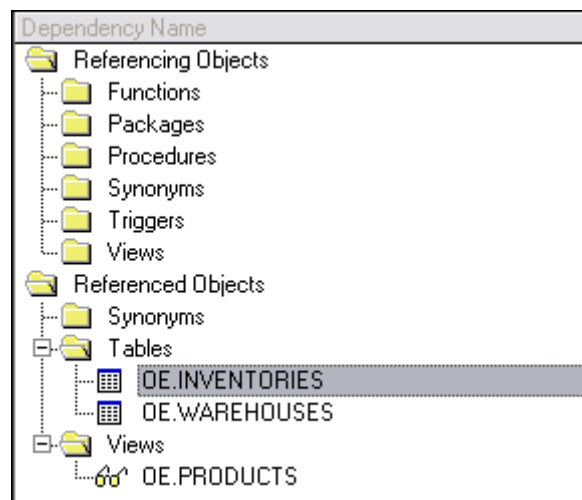 Dependency Name
Referencing Objects
Functions
Packages
Procedures
Synonyms
Triggers
Views
Referenced Objects
Synonyms
Tables
OE.INVENTORIES
OE.WAREHOUSES
Views
OE.PRODUCTS